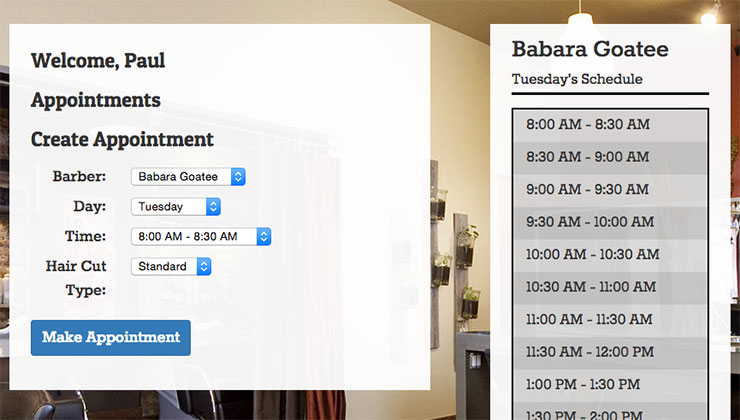 Welcome, Paul
Appointments
Create Appointment
Barber: Babara Goatee
Day: Tuesday
Time: 8:00 AM - 8:30 AM
Hair Cut Type: Standard
Make Appointment
Babara Goatee
Tuesday's Schedule
8:00 AM - 8:30 AM
8:30 AM - 9:00 AM
9:00 AM - 9:30 AM
9:30 AM - 10:00 AM
10:00 AM - 10:30 AM
10:30 AM - 11:00 AM
11:00 AM - 11:30 AM
11:30 AM - 12:00 PM
1:00 PM - 1:30 PM
1:30 PM - 2:00 PM